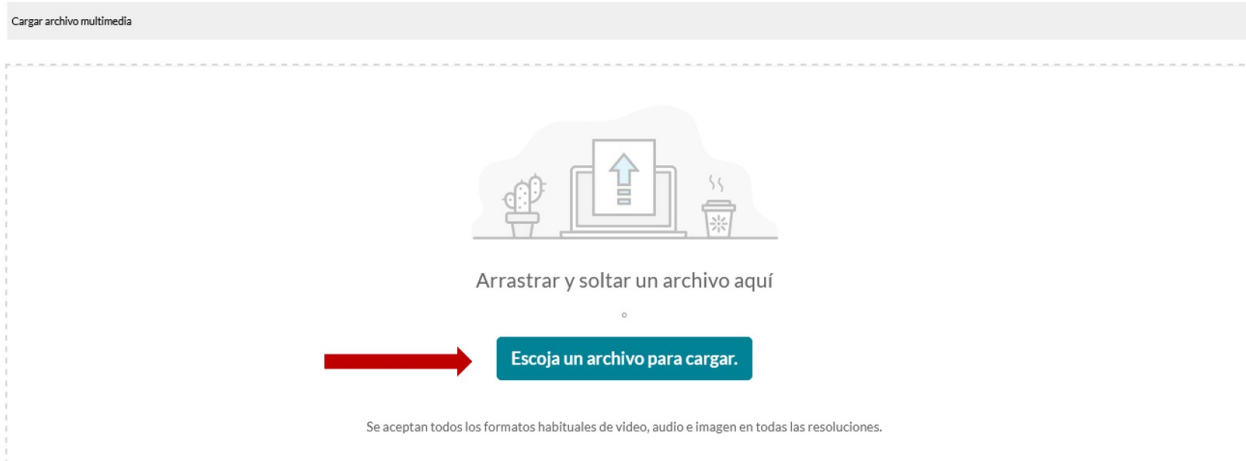 Cargar archivo multimedia
Arrastrar y soltar un archivo aquí
o
Escoja un archivo para cargar.
Se aceptan todos los formatos habituales de video, audio e imagen en todas las resoluciones.